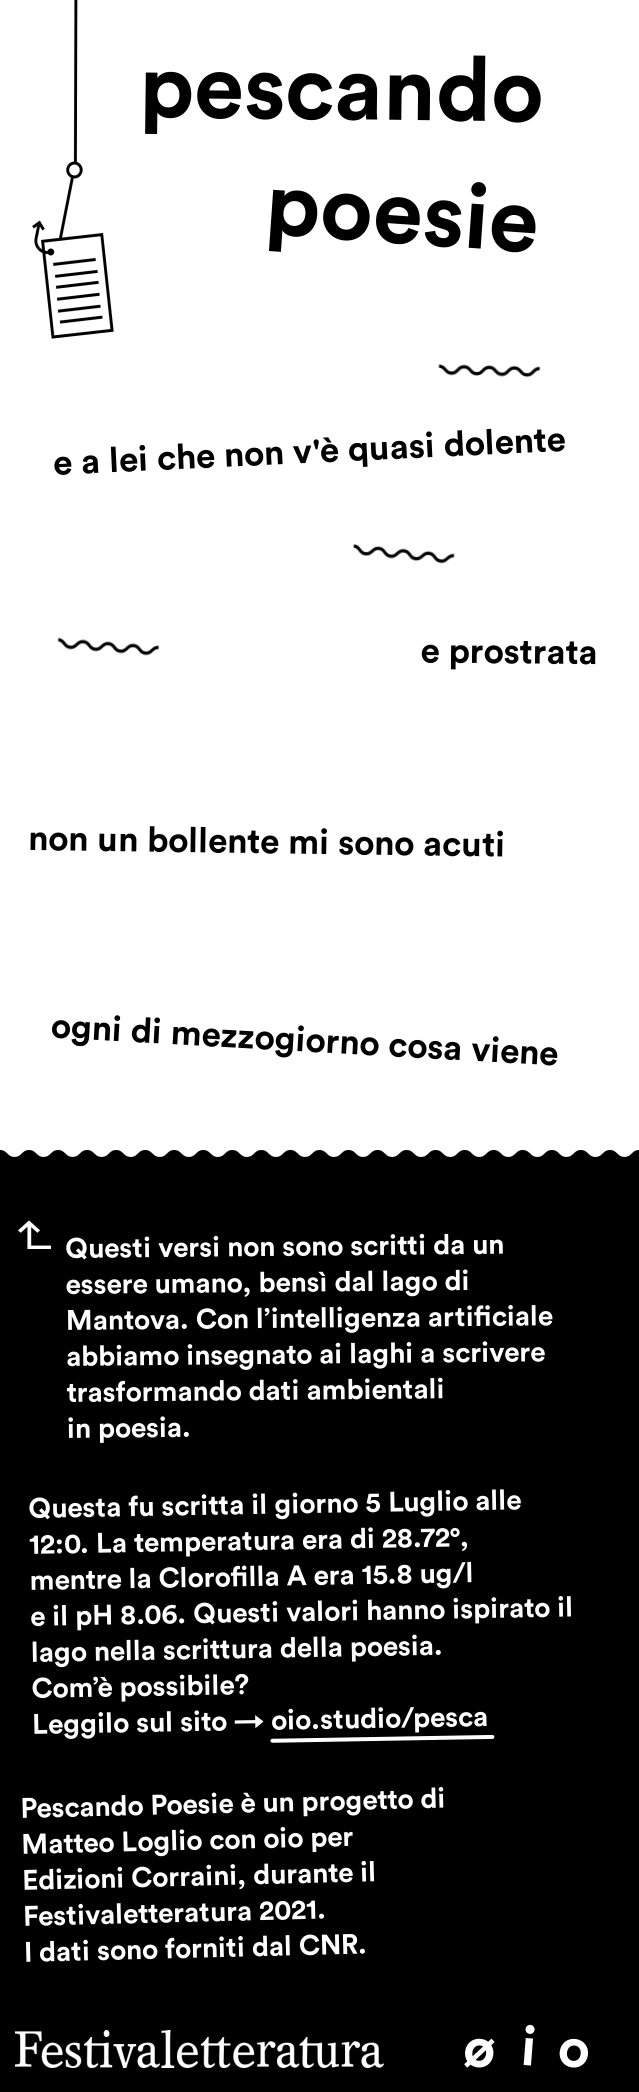 pescando
poesie
e a lei che non v'è quasi dolente
e prostrata
non un bollente mi sono acuti
ogni di mezzogiorno cosa viene
Questi versi non sono scritti da un
essere umano, bensì dal lago di
Mantova. Con l’intelligenza artificiale
abbiamo insegnato ai laghi a scrivere
trasformando dati ambientali
in poesia.
Questa fu scritta il giorno 5 Luglio alle
12:0. La temperatura era di 28.72°,
mentre la Clorofilla A era 15.8 ug/l
e il pH 8.06. Questi valori hanno ispirato il
lago nella scrittura della poesia.
Com’è possibile?
Leggilo sul sito → oio.studio/pesca
Pescando Poesie è un progetto di
Matteo Loglio con oio per
Edizioni Corraini, durante il
Festivaletteratura 2021.
I dati sono forniti dal CNR.
Festivaletteratura ø i o